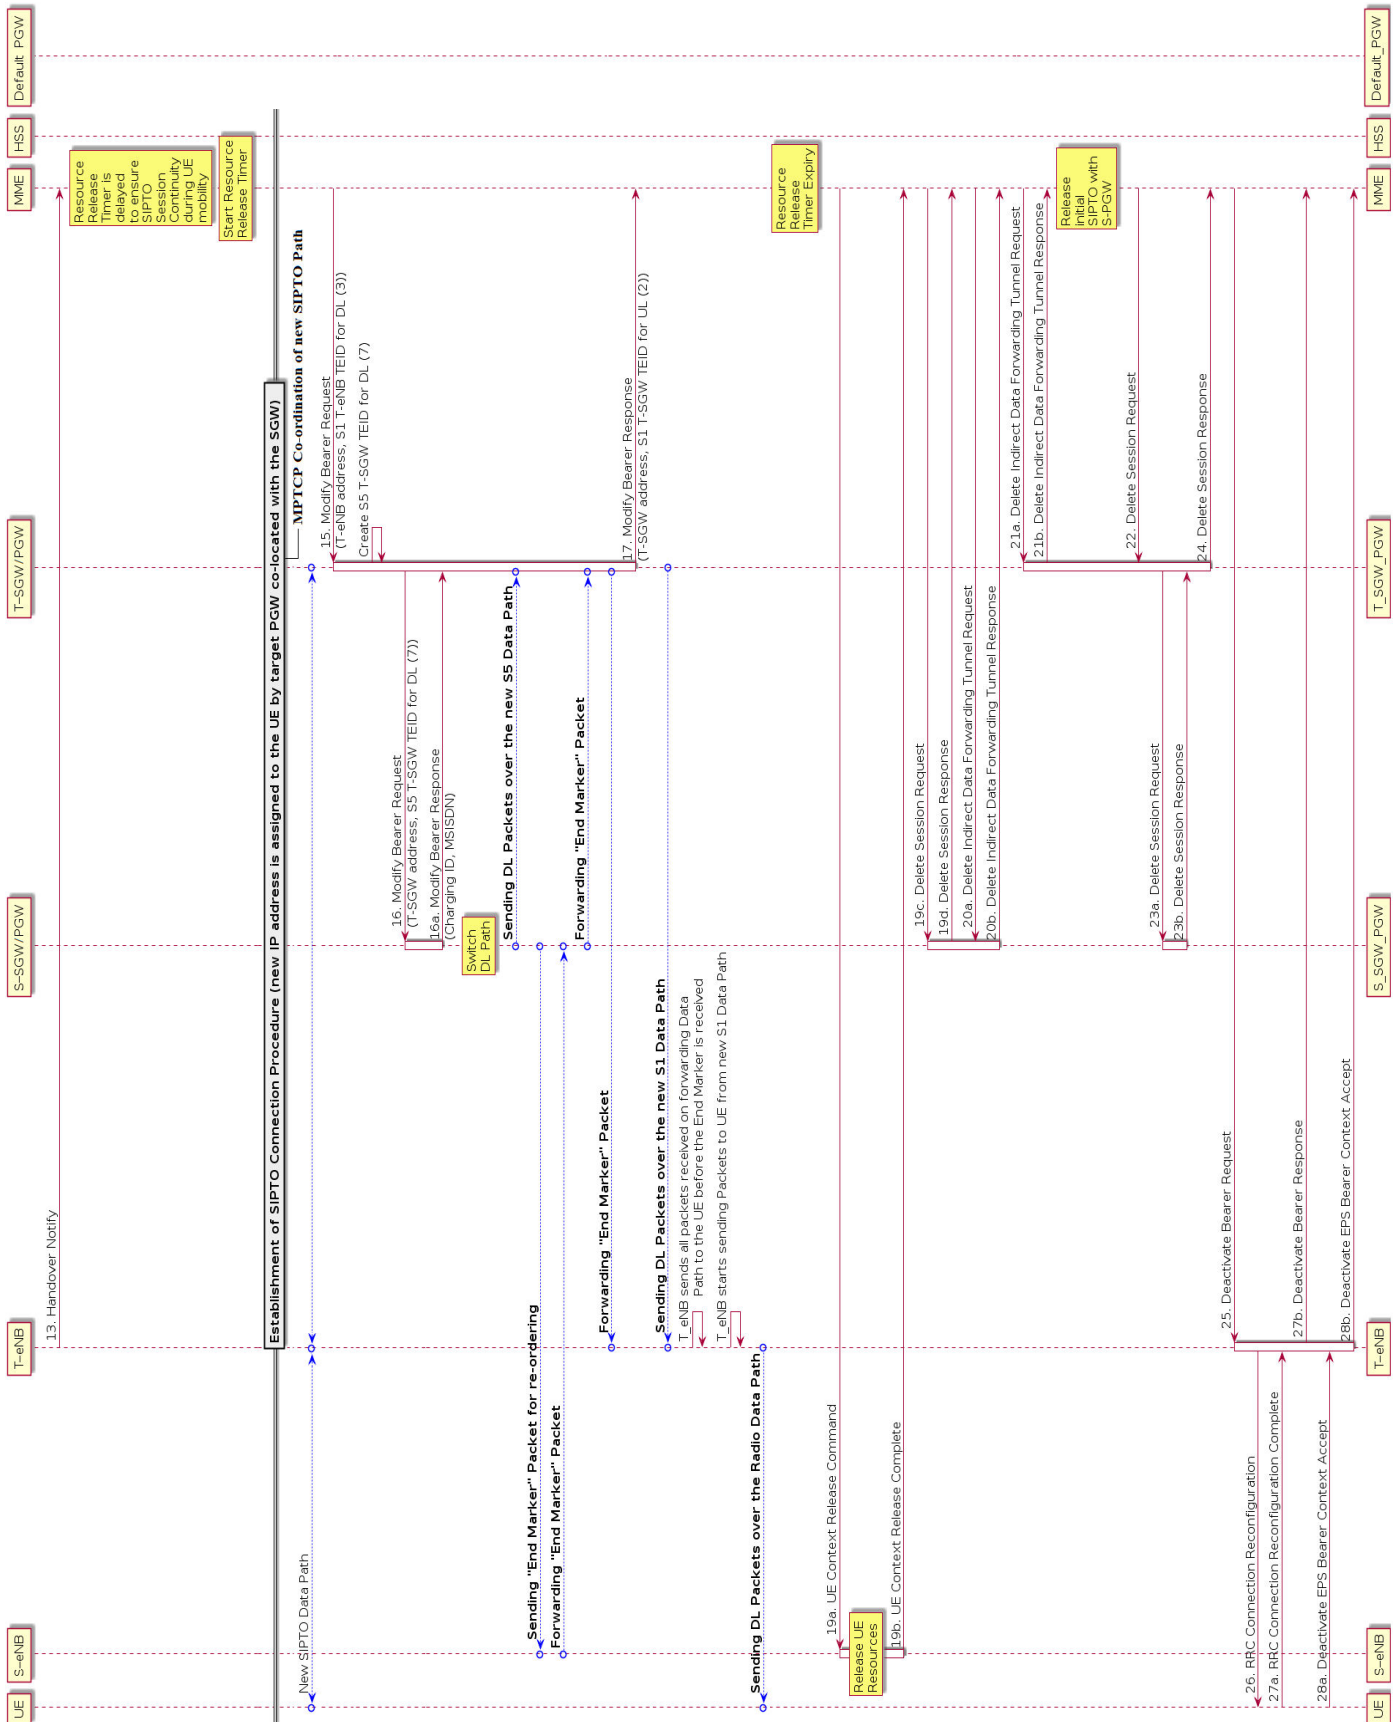 UE
S-eNB
T-eNB
S-SGW/PGW
T-SGW/PGW
MME
HSS
Default PGW
13. Handover Notify
Resource
Release
Timer is
delayed
to ensure
SIPTO
Session
Continuity
during UE
mobility
Start Resource
Release Timer
Establishment of SIPTO Connection Procedure (new IP address is assigned to the UE by target PGW co-located with the SGW)
MPTCP Co-ordination of new SIPTO Path
New SIPTO Data Path
15. Modify Bearer Request
(T-eNB address, S1 T-eNB TEID for DL (3))
Create S5 T-SGW TEID for DL (7)
16. Modify Bearer Request
(T-SGW address, S5 T-SGW TEID for DL (7))
16a. Modify Bearer Response
(Charging ID, MSISDN)
Switch
DL Path
Sending DL Packets over the new S5 Data Path
Sending "End Marker" Packet for re-ordering
Forwarding "End Marker" Packet
Forwarding "End Marker" Packet
Forwarding "End Marker" Packet
17. Modify Bearer Response
(T-SGW address, S1 T-SGW TEID for UL (2))
Sending DL Packets over the new S1 Data Path
T_eNB sends all packets received on forwarding Data
Path to the UE before the End Marker is received
T_eNB starts sending Packets to UE from new S1 Data Path
Sending DL Packets over the Radio Data Path
Resource
Release
Timer Expiry
19a. UE Context Release Command
Release UE
Resources
19b. UE Context Release Complete
19c. Delete Session Request
19d. Delete Session Response
20a. Delete Indirect Data Forwarding Tunnel Request
20b. Delete Indirect Data Forwarding Tunnel Response
21a. Delete Indirect Data Forwarding Tunnel Request
21b. Delete Indirect Data Forwarding Tunnel Response
Release
initial
SIPTO with
S-PGW
22. Delete Session Request
23a. Delete Session Request
23b. Delete Session Response
24. Delete Session Response
25. Deactivate Bearer Request
26. RRC Connection Reconfiguration
27a. RRC Connection Reconfiguration Complete
27b. Deactivate Bearer Response
28a. Deactivate EPS Bearer Context Accept
28b. Deactivate EPS Bearer Context Accept
UE
S-eNB
T-eNB
S_SGW_PGW
T_SGW_PGW
MME
HSS
Default_PGW